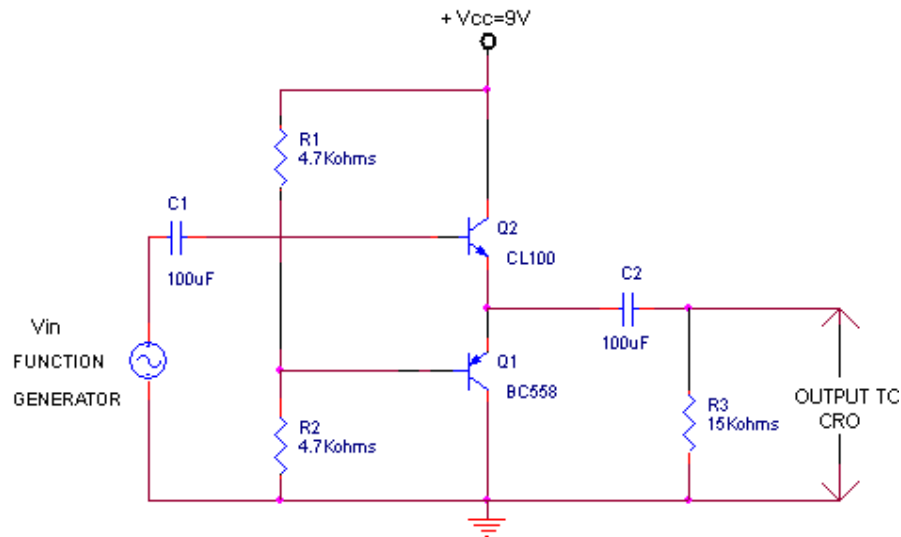 + Vcc=9V
R1
4.7Kohms
C1
100uF
Q2
CL100
C2
100uF
Vin
FUNCTION
GENERATOR
Q1
BC558
R2
4.7Kohms
R3
15Kohms
OUTPUT TO
CRO